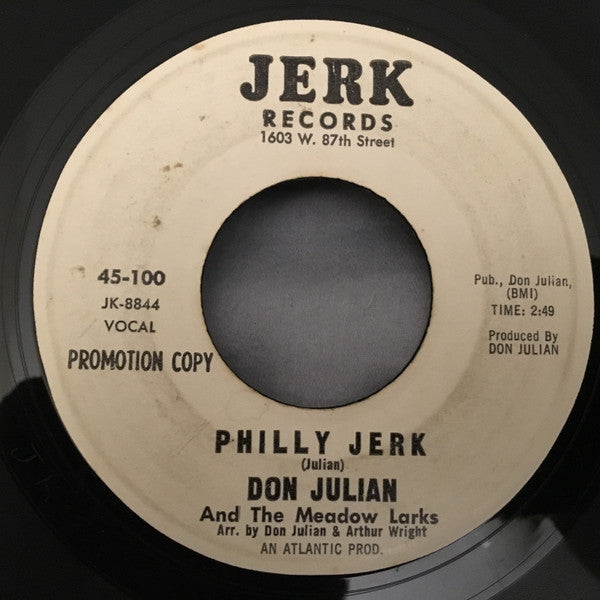 JERK
RECORDS
1603 W. 87th Street
45-100
JK-8844
VOCAL
PROMOTION COPY
Pub., Don Julian,
(BMI)
TIME: 2:49
Produced By
DON JULIAN
PHILLY JERK
(Julian)
DON JULIAN
And The Meadow Larks
Arr. by Don Julian & Arthur Wright
AN ATLANTIC PROD.